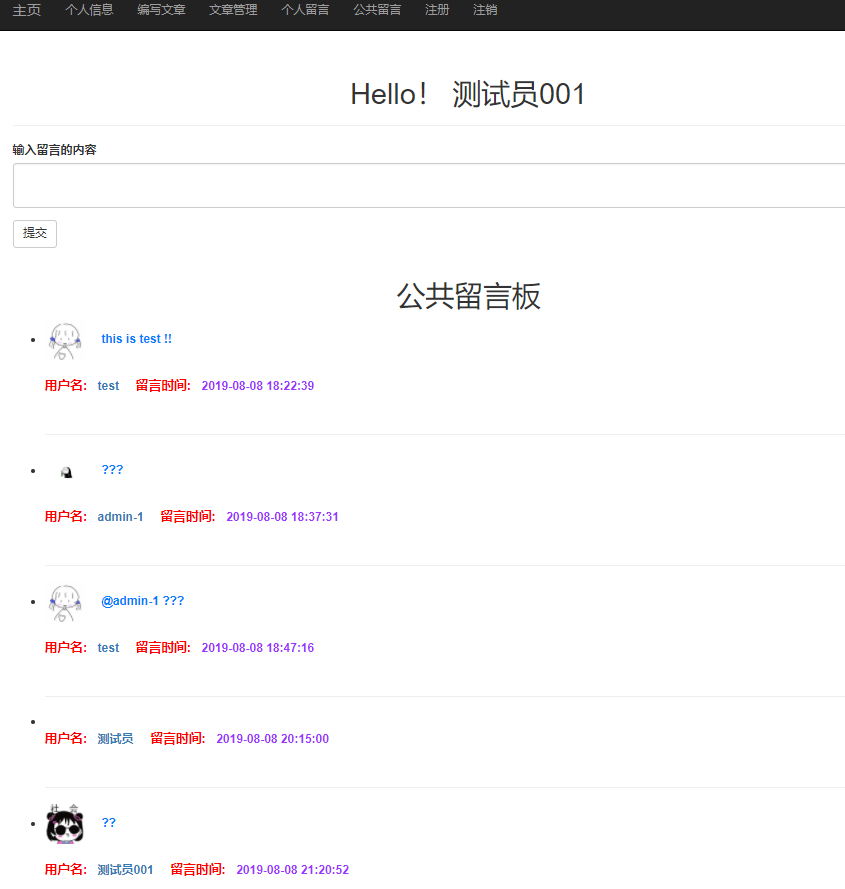 主页 个人信息 编写文章 文章管理 个人留言 公共留言 注册 注销
Hello！ 测试员001
输入留言的内容
提交
公共留言板
this is test !!
用户名: test 留言时间: 2019-08-08 18:22:39
???
用户名: admin-1 留言时间: 2019-08-08 18:37:31
@admin-1 ???
用户名: test 留言时间: 2019-08-08 18:47:16
用户名: 测试员 留言时间: 2019-08-08 20:15:00
社 会
??
用户名: 测试员001 留言时间: 2019-08-08 21:20:52